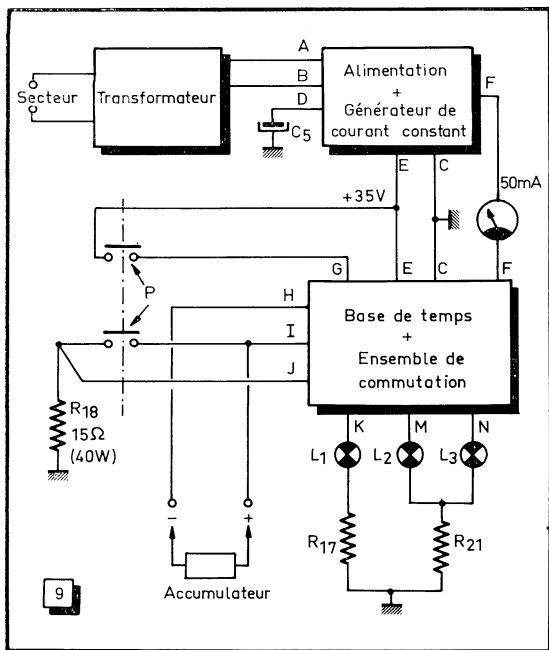 A
B
D
F
Secteur
Transformateur
Alimentation
+
Générateur de
courant constant
C5
E
C
50mA
+35V
G
E
C
F
P
H
I
J
Base de temps
+
Ensemble de
commutation
R18
15Ω
(40W)
K
M
N
L1
L2
L3
R17
R21
-
+
Accumulateur
9